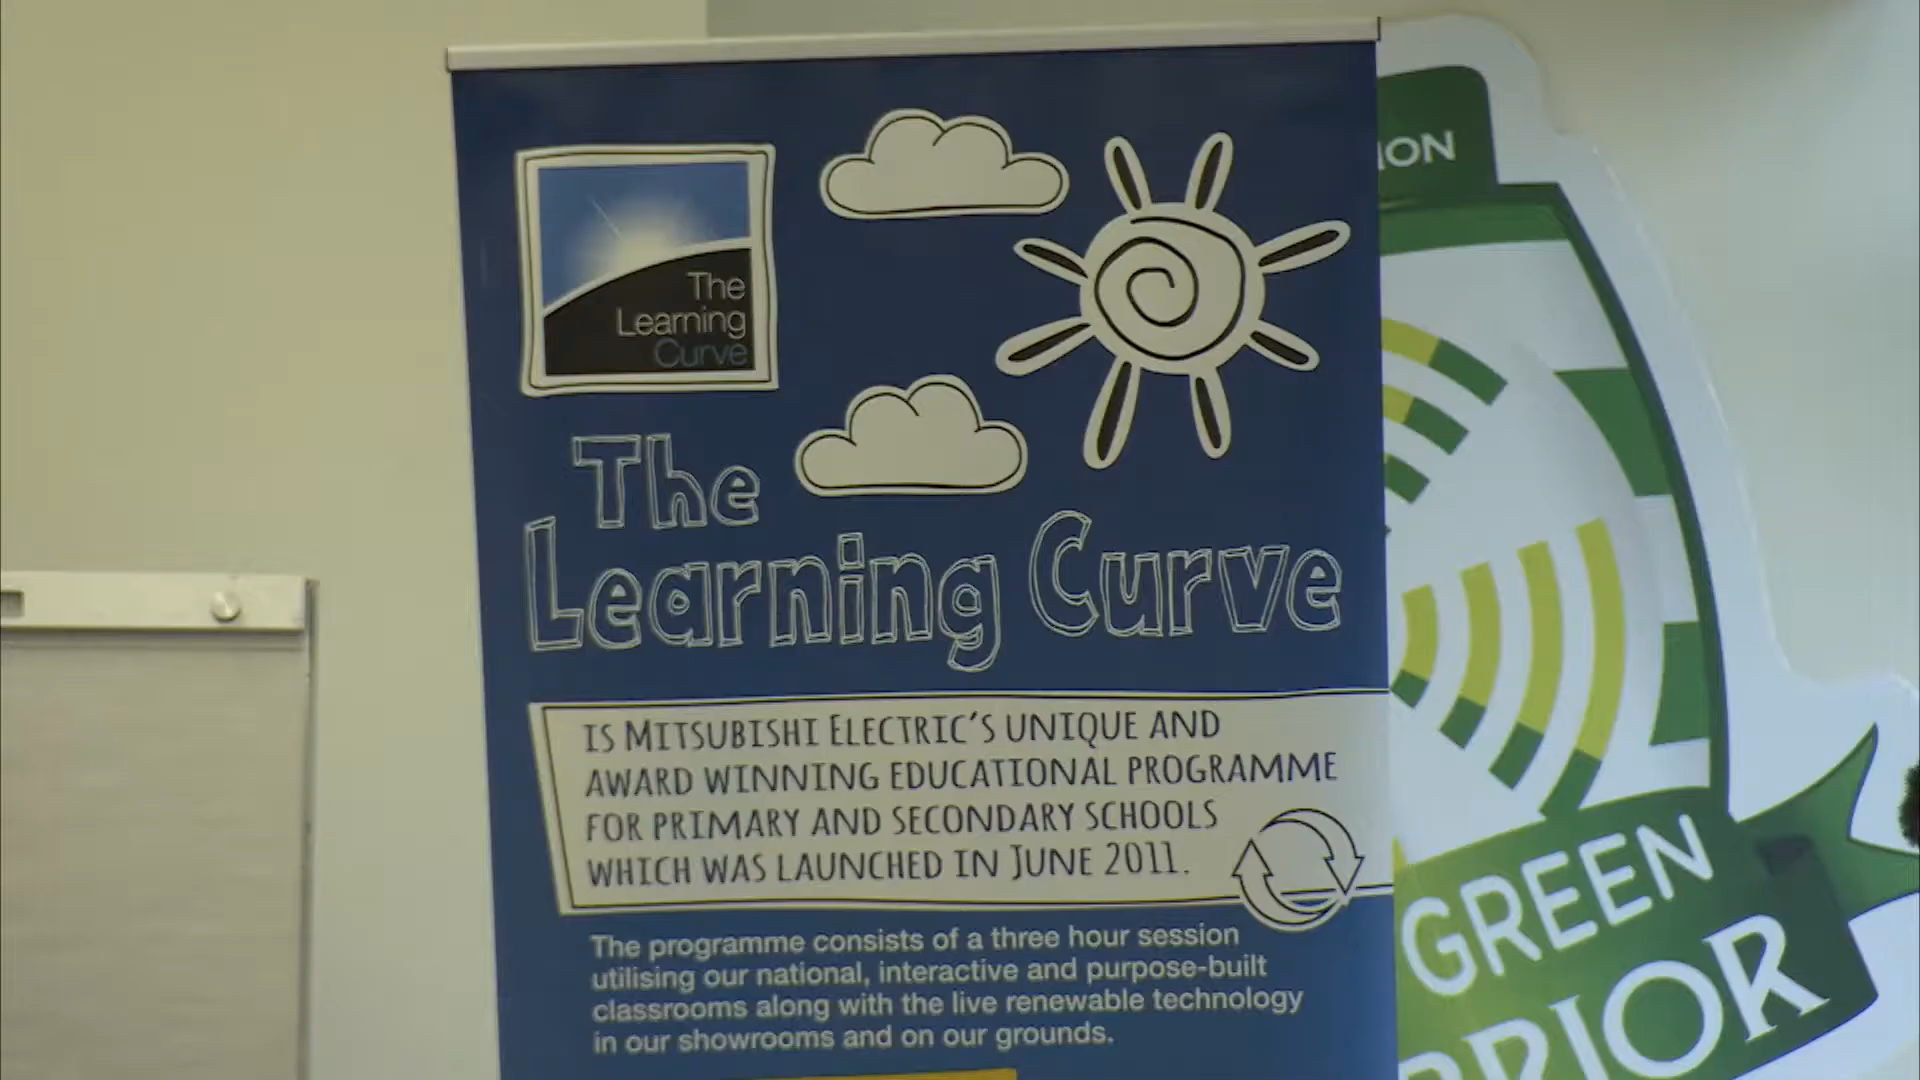 The
Learning
Curve
The
Learning Curve
IS MITSUBISHI ELECTRIC'S UNIQUE AND
AWARD WINNING EDUCATIONAL PROGRAMME
FOR PRIMARY AND SECONDARY SCHOOLS
WHICH WAS LAUNCHED IN JUNE 2011.
The programme consists of a three hour session
utilising our national, interactive and purpose-built
classrooms along with the live renewable technology
in our showrooms and on our grounds.
ION
GREEN
RRIOR